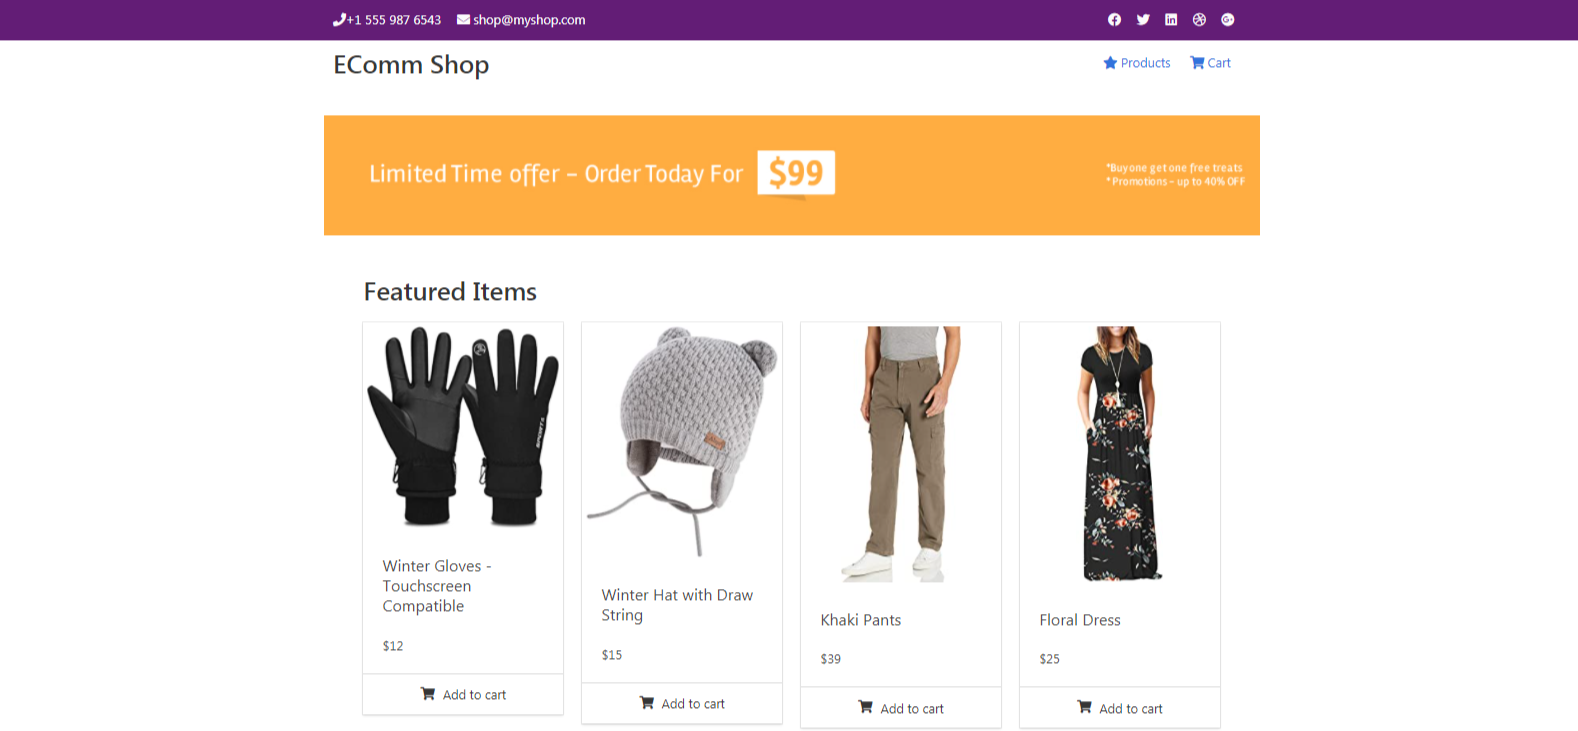 +1 555 987 6543 shop@myshop.com
EComm Shop
Products Cart
Limited Time offer – Order Today For $99
*Buy one get one free treats
* Promotions – up to 40% OFF
Featured Items
SPORTS
Winter Gloves -
Touchscreen
Compatible
$12
Add to cart
Winter Hat with Draw
String
$15
Add to cart
Khaki Pants
$39
Add to cart
Floral Dress
$25
Add to cart